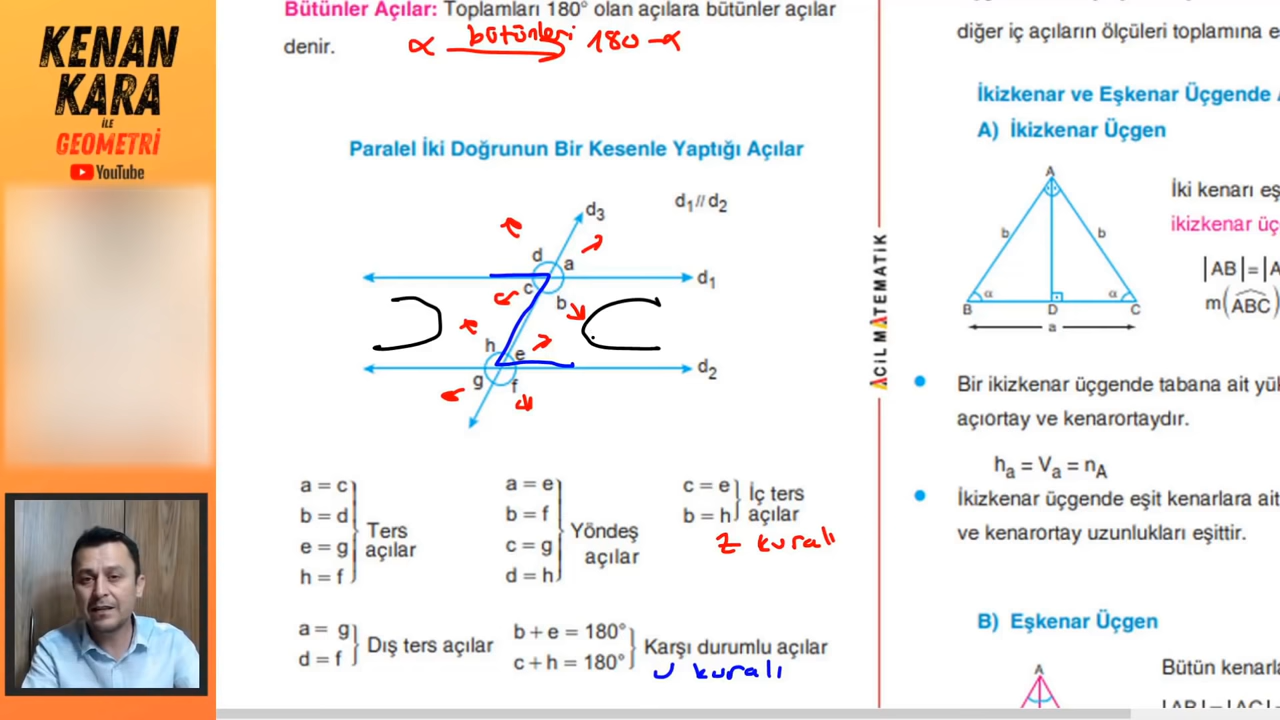 KENAN
KARA
İLE
GEOMETRİ
YouTube
Bütünler Açılar: Toplamları 180° olan açılara bütünler açılar
denir.
α bütünleri 180-α
Paralel İki Doğrunun Bir Kesenle Yaptığı Açılar
d₁//d₂
d₃
d
a
d₁
c
b
h
e
d₂
g
f
a = c
b = d
e = g
h = f
Ters
açılar
a = e
b = f
c = g
d = h
Yöndeş
açılar
c = e
b = h
İç ters
açılar
Z kuralı
a = g
d = f
Dış ters açılar
b + e = 180°
c + h = 180°
Karşı durumlu açılar
U kuralı
ACİL MATEMATİK
diğer iç açıların ölçüleri toplamına e
İkizkenar ve Eşkenar Üçgende
A) İkizkenar Üçgen
A
b
b
α
α
B
D
C
a
İki kenarı eş
ikizkenar üç
|AB|=|A
m(ABC)
Bir ikizkenar üçgende tabana ait yük
açıortay ve kenarortaydır.
hₐ = Vₐ = n_A
İkizkenar üçgende eşit kenarlara ait
ve kenarortay uzunlukları eşittir.
B) Eşkenar Üçgen
A
Bütün kenarla